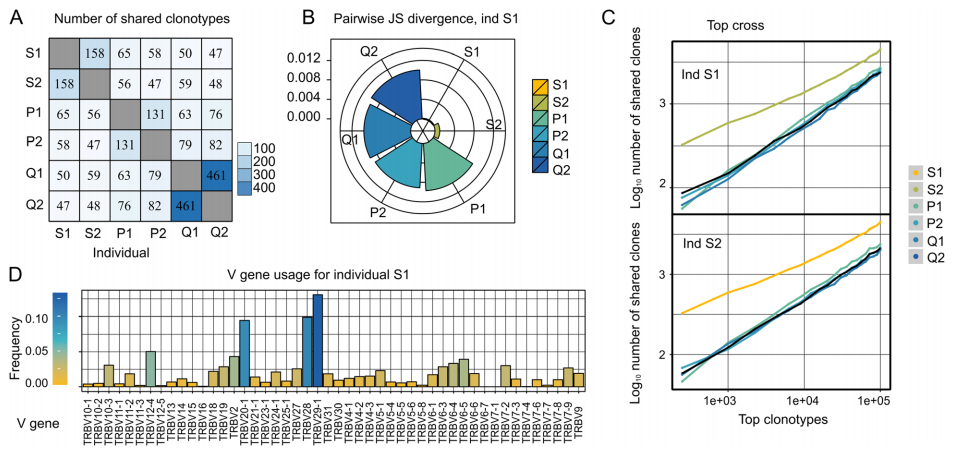 A
Number of shared clonotypes
S1 158 65 58 50 47
S2 158 56 47 59 48
P1 65 56 131 63 76
P2 58 47 131 79 82
Q1 50 59 63 79 461
Q2 47 48 76 82 461
S1 S2 P1 P2 Q1 Q2
Individual
100
200
300
400
B
Pairwise JS divergence, ind S1
0.012
0.008
0.004
0.000
Q2
S1
Q1
S2
P2
P1
S1
S2
P1
P2
Q1
Q2
C
Top cross
Log10 number of shared clones
Ind S1
3
2
Log10 number of shared clones
Ind S2
3
2
1e+03 1e+04 1e+05
Top clonotypes
S1
S2
P1
P2
Q1
Q2
D
V gene usage for individual S1
Frequency
0.10
0.05
0.00
V gene
TRBV10-1
TRBV10-2
TRBV10-3
TRBV11-1
TRBV11-2
TRBV11-3
TRBV12-4
TRBV12-5
TRBV13
TRBV14
TRBV15
TRBV16
TRBV18
TRBV19
TRBV2
TRBV20-1
TRBV21-1
TRBV23-1
TRBV24-1
TRBV25-1
TRBV27
TRBV28
TRBV29-1
TRBV31
TRBV30
TRBV4-1
TRBV4-2
TRBV4-3
TRBV5-1
TRBV5-4
TRBV5-5
TRBV5-6
TRBV5-8
TRBV6-1
TRBV6-3
TRBV6-4
TRBV6-5
TRBV6-6
TRBV6-7
TRBV7-1
TRBV7-2
TRBV7-3
TRBV7-4
TRBV7-6
TRBV7-7
TRBV7-8
TRBV7-9
TRBV9